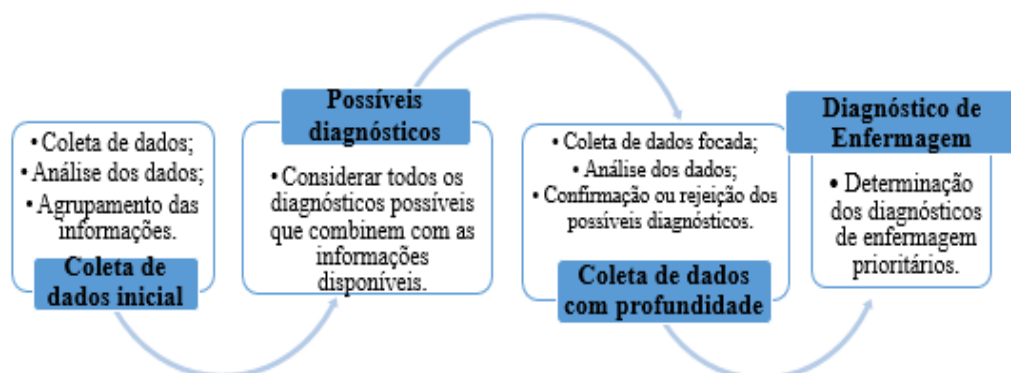 • Coleta de dados;
• Análise dos dados;
• Agrupamento das
informações.
Coleta de
dados inicial
Possíveis
diagnósticos
• Considerar todos os
diagnósticos possíveis
que combinem com as
informações
disponíveis.
• Coleta de dados focada;
• Análise dos dados;
• Confirmação ou rejeição dos
possíveis diagnósticos.
Coleta de dados
com profundidade
Diagnóstico de
Enfermagem
• Determinação
dos diagnósticos
de enfermagem
prioritários.